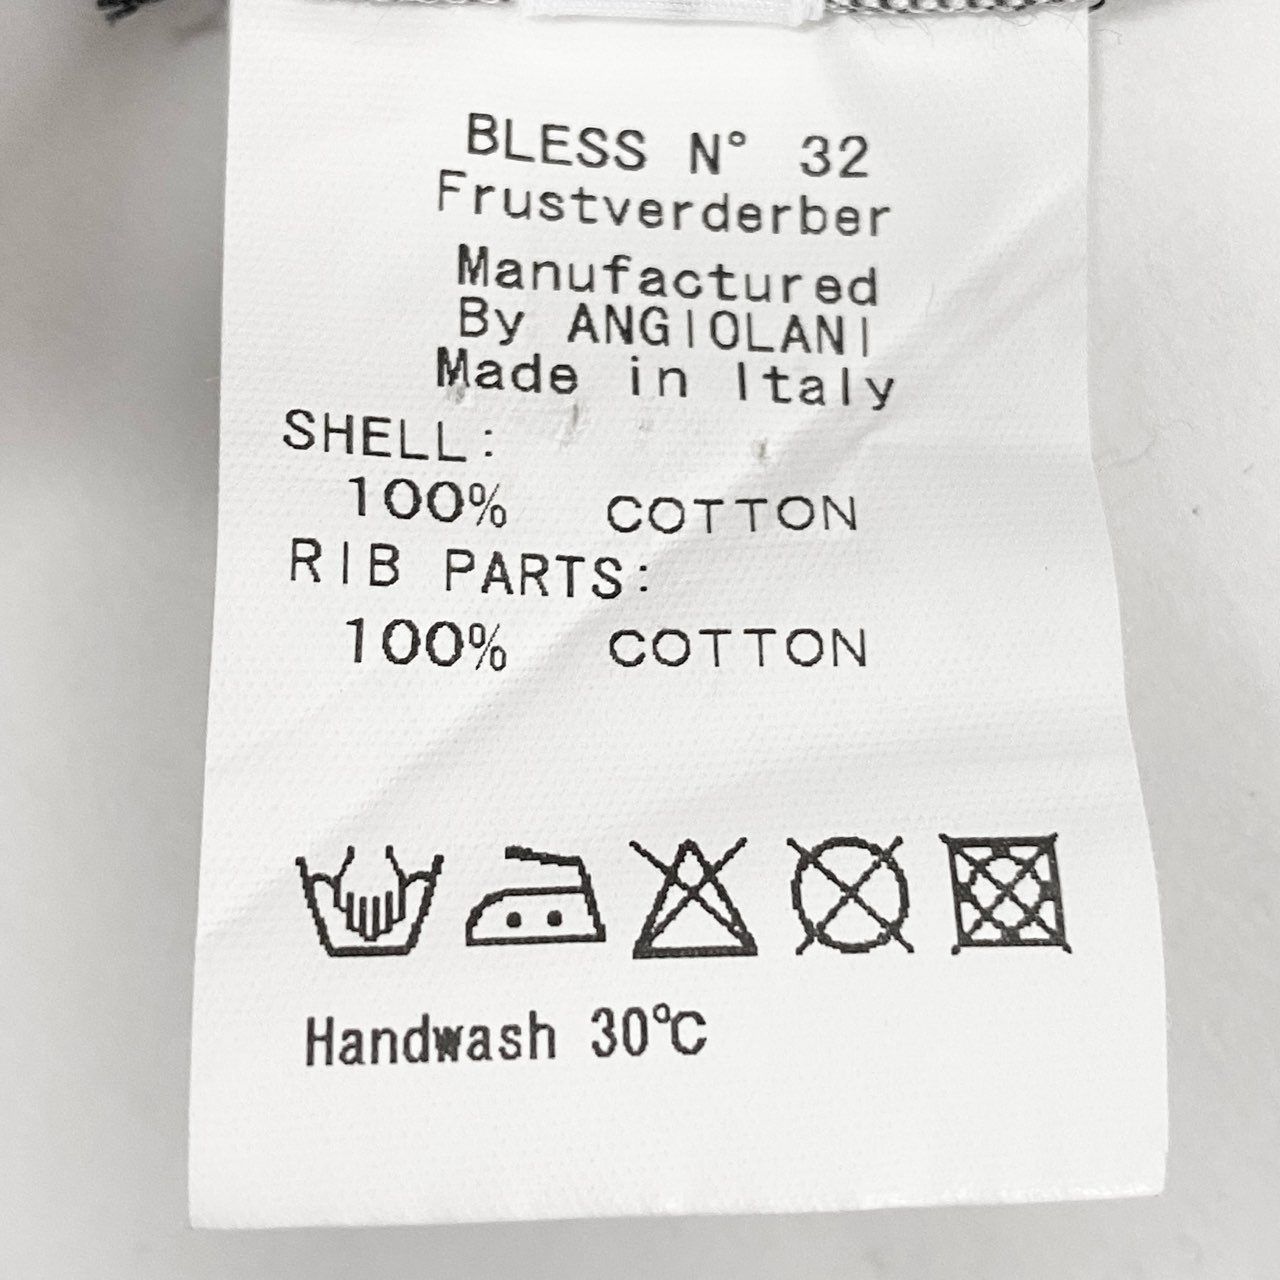 BLESS N° 32
Frustverderber
Manufactured
By ANGIOLANI
Made in Italy
SHELL:
100% COTTON
RIB PARTS:
100% COTTON
Handwash 30℃